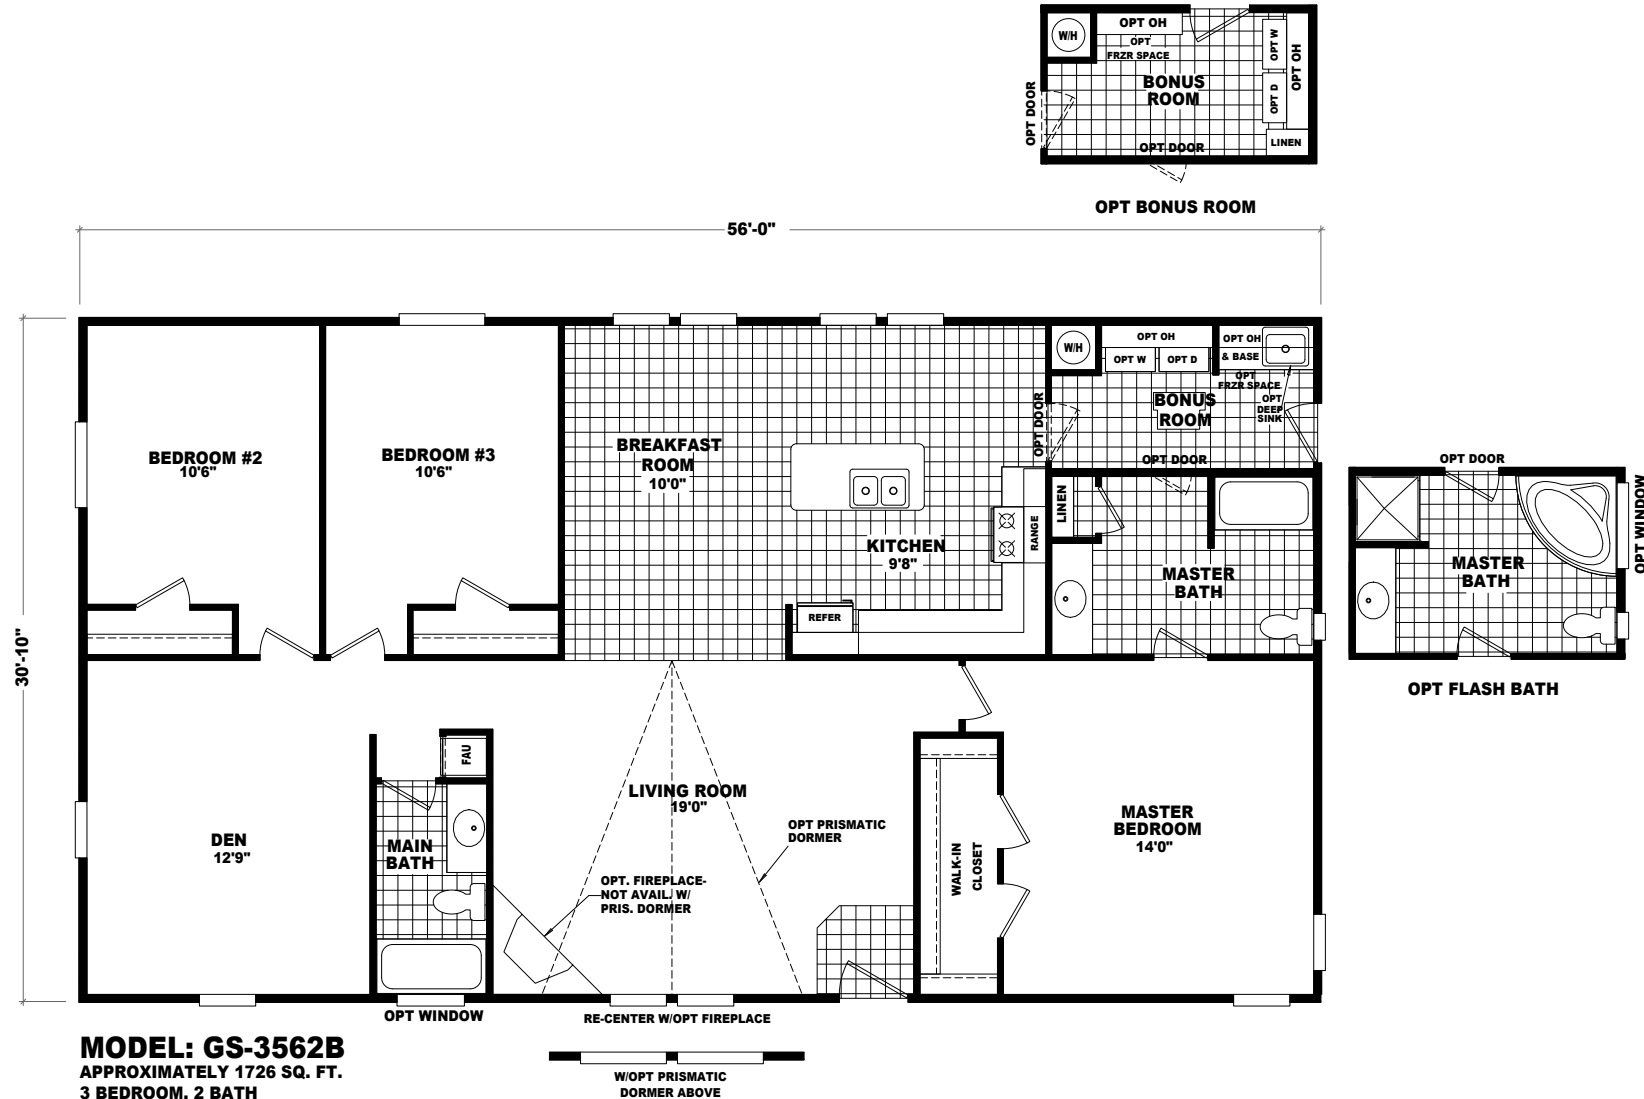 W/H
OPT OH
OPT
FRZR SPACE
OPT W
OPT OH
BONUS
ROOM
OPT D
OPT DOOR
OPT DOOR
LINEN
OPT BONUS ROOM
56'-0"
30'-10"
W/H
OPT OH
OPT W
OPT D
OPT OH
& BASE
OPT
FRZR SPACE
OPT
DEEP
SINK
BONUS
ROOM
OPT DOOR
OPT DOOR
BEDROOM #2
10'6"
BEDROOM #3
10'6"
BREAKFAST
ROOM
10'0"
KITCHEN
9'8"
RANGE
REFER
LINEN
MASTER
BATH
OPT DOOR
OPT WINDOW
MASTER
BATH
OPT FLASH BATH
FAU
DEN
12'9"
MAIN
BATH
LIVING ROOM
19'0"
OPT PRISMATIC
DORMER
OPT. FIREPLACE-
NOT AVAIL. W/
PRIS. DORMER
WALK-IN
CLOSET
MASTER
BEDROOM
14'0"
OPT WINDOW
RE-CENTER W/OPT FIREPLACE
W/OPT PRISMATIC
DORMER ABOVE
MODEL: GS-3562B
APPROXIMATELY 1726 SQ. FT.
3 BEDROOM, 2 BATH